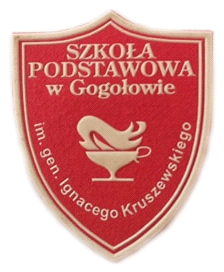 SZKOŁA
PODSTAWOWA
w Gogołowie
im. gen. Ignacego Kruszewskiego